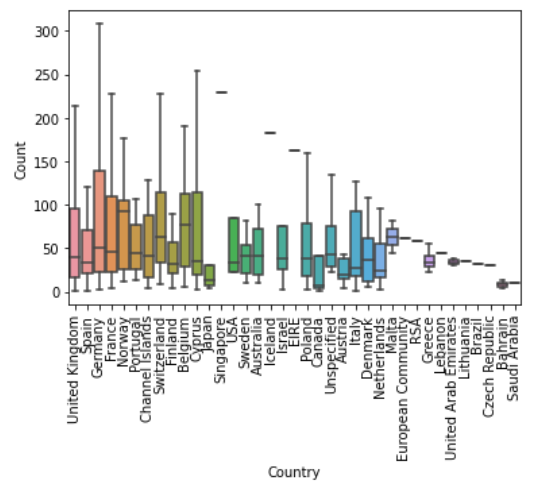 300
250
200
150
100
50
0
Count
United Kingdom
Spain
Germany
France
Norway
Portugal
Channel Islands
Switzerland
Finland
Belgium
Cyprus
Japan
Singapore
USA
Sweden
Australia
Iceland
Israel
EIRE
Poland
Canada
Unspecified
Austria
Italy
Denmark
Netherlands
Malta
European Community
RSA
Greece
Lebanon
United Arab Emirates
Lithuania
Brazil
Czech Republic
Bahrain
Saudi Arabia
Country